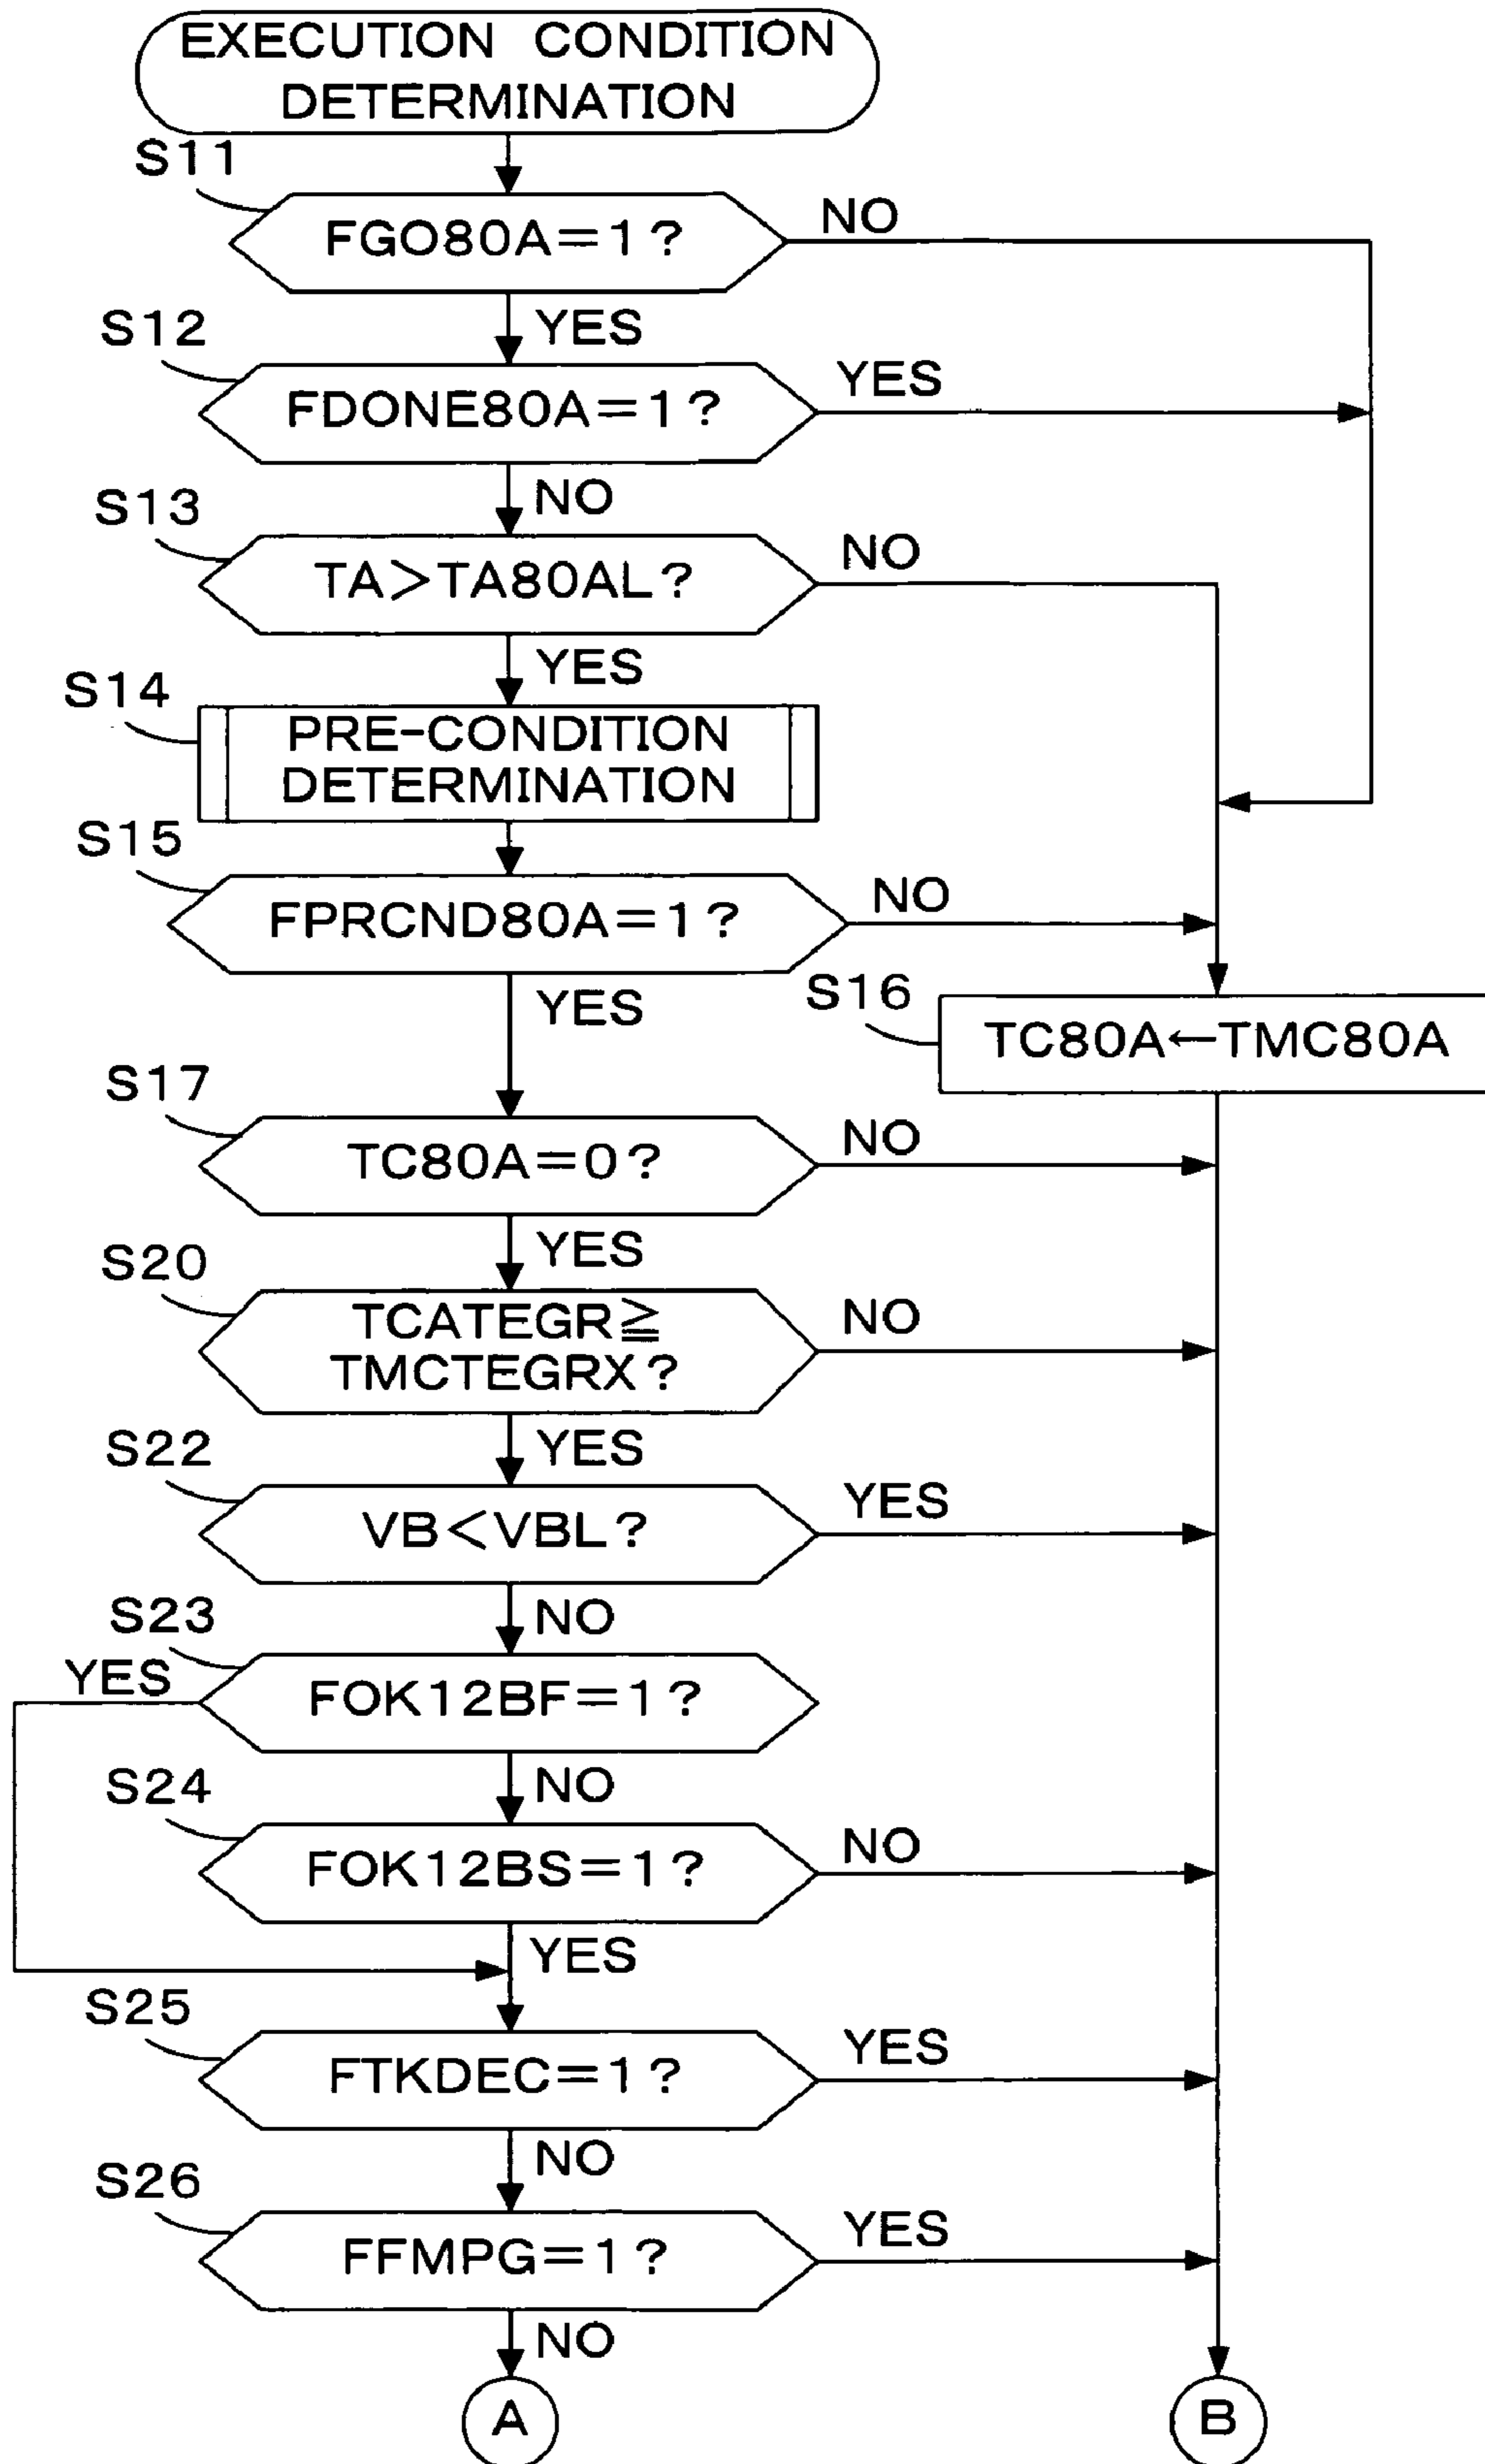 EXECUTION CONDITION
DETERMINATION
S11
FGO80A=1?
NO
YES
S12
FDONE80A=1?
YES
NO
S13
TA>TA80AL?
NO
YES
S14
PRE-CONDITION
DETERMINATION
S15
FPRCND80A=1?
NO
YES
S16
TC80A←TMC80A
S17
TC80A=0?
NO
YES
S20
TCATEGR≧
TMCTEGRX?
NO
YES
S22
VB<VBL?
YES
NO
S23
YES
FOK12BF=1?
NO
S24
FOK12BS=1?
NO
YES
S25
FTKDEC=1?
YES
NO
S26
FFMPG=1?
YES
NO
A
B